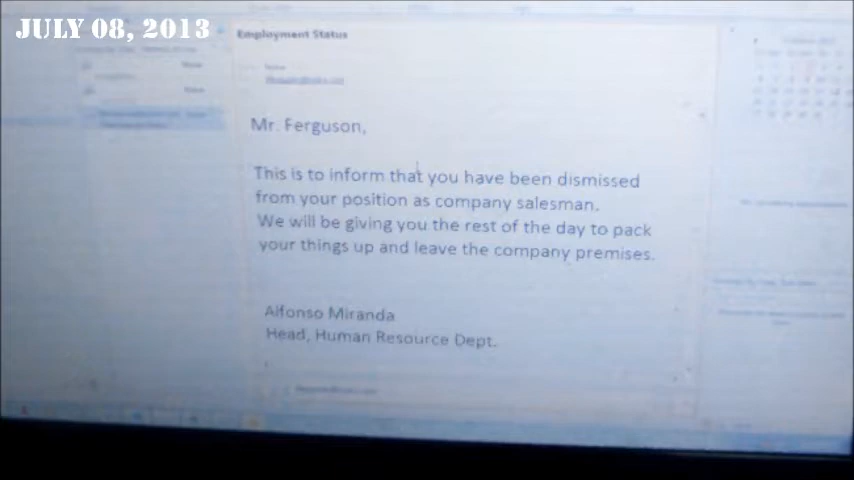 JULY 08, 2013
Employment Status
Mr. Ferguson,
This is to inform that you have been dismissed
from your position as company salesman.
We will be giving you the rest of the day to pack
your things up and leave the company premises.
Alfonso Miranda
Head, Human Resource Dept.